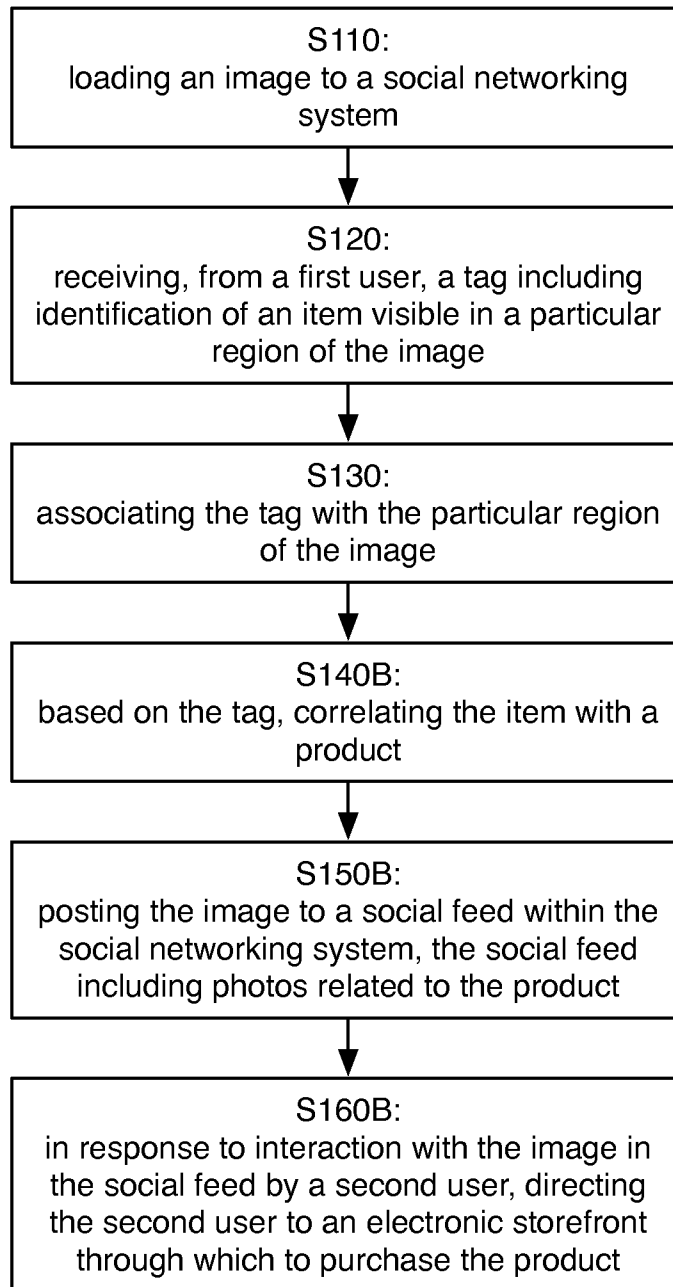 S110:
loading an image to a social networking
system
S120:
receiving, from a first user, a tag including
identification of an item visible in a particular
region of the image
S130:
associating the tag with the particular region
of the image
S140B:
based on the tag, correlating the item with a
product
S150B:
posting the image to a social feed within the
social networking system, the social feed
including photos related to the product
S160B:
in response to interaction with the image in
the social feed by a second user, directing
the second user to an electronic storefront
through which to purchase the product